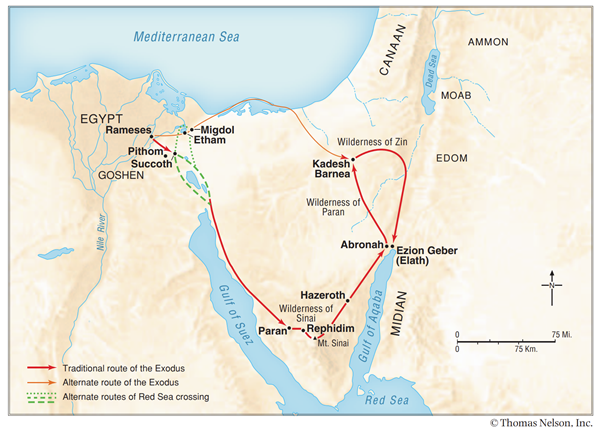 Mediterranean Sea
CANAAN
AMMON
Dead Sea
MOAB
EGYPT
Rameses
Migdol
Etham
Wilderness of Zin
Pithom
Succoth
GOSHEN
Kadesh
Barnea
EDOM
Wilderness of
Paran
Nile River
Abronah
Ezion Geber
(Elath)
Gulf of Suez
Hazeroth
Wilderness of
Sinai
Paran
Rephidim
Mt. Sinai
Gulf of Aqaba
MIDIAN
N
0
75 Mi.
0
75 Km.
Traditional route of the Exodus
Alternate route of the Exodus
Alternate routes of Red Sea crossing
Red Sea
© Thomas Nelson, Inc.